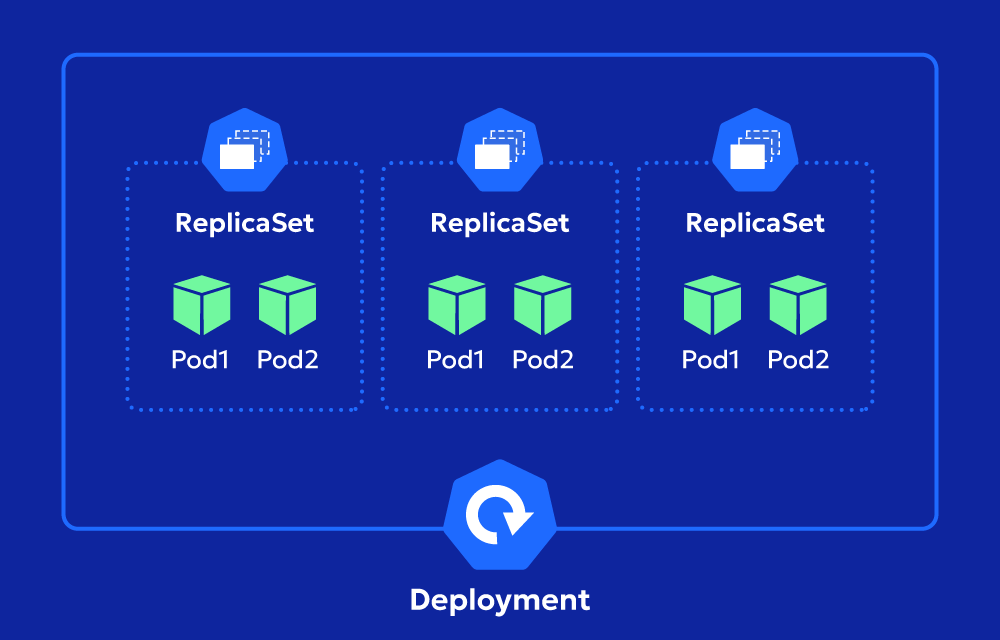 ReplicaSet
ReplicaSet
ReplicaSet
Pod1
Pod2
Pod1
Pod2
Pod1
Pod2
Deployment